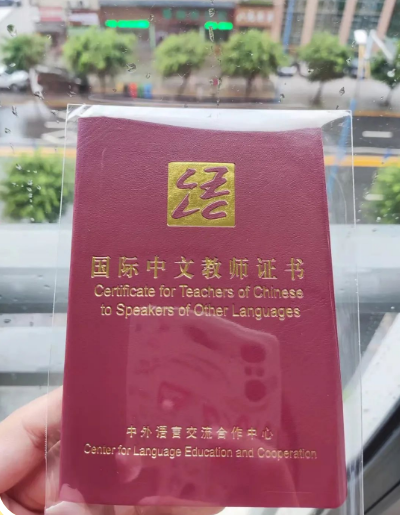 国际中文教师证书
Certificate for Teachers of Chinese
to Speakers of Other Languages
中外语言交流合作中心
Center for Language Education and Cooperation